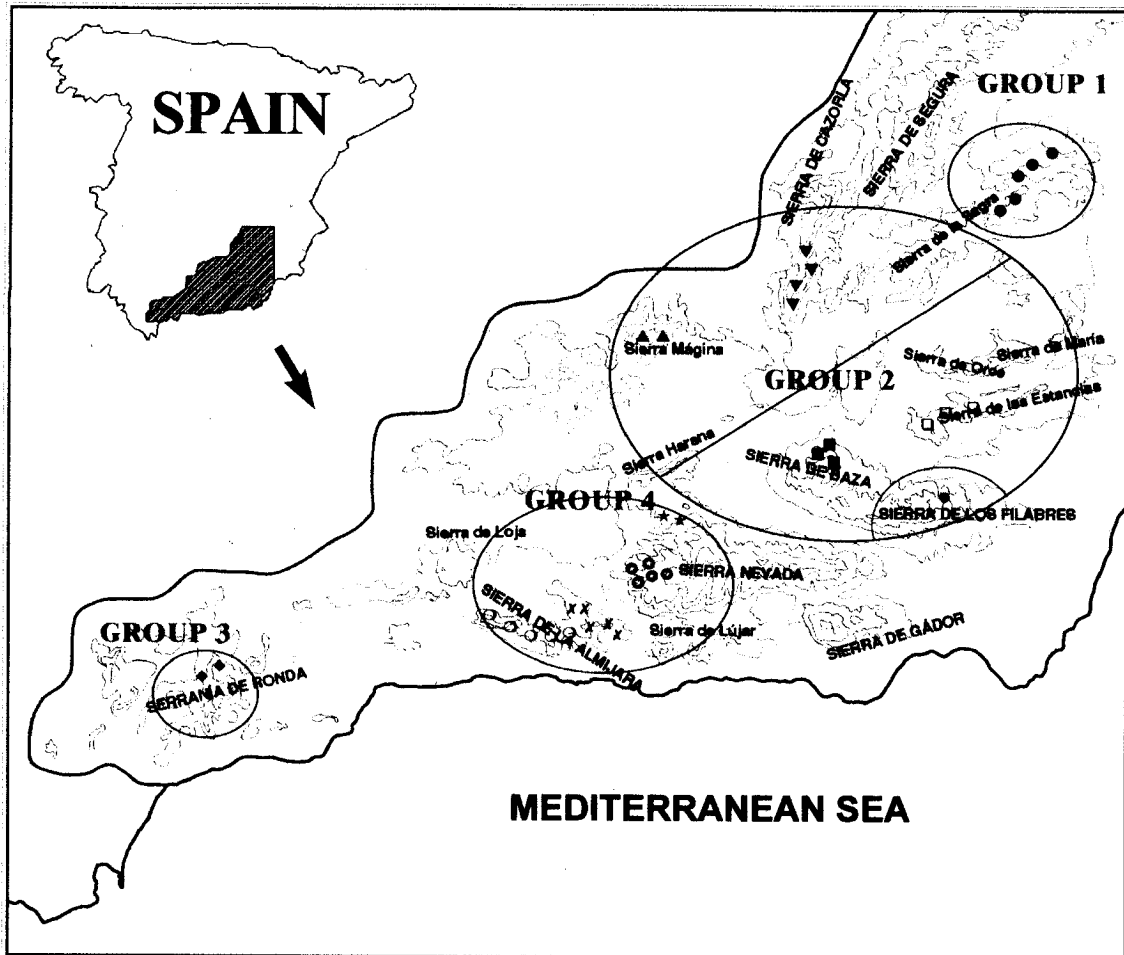 SPAIN
GROUP 1
SIERRA DE CAZORLA
SIERRA DE SEGURA
Sierra de la Sagra
Sierra Mágina
Sierra de Orce
Sierra de María
GROUP 2
Sierra de las Estancias
Sierra Harana
SIERRA DE BAZA
GROUP 4
SIERRA DE LOS FILABRES
Sierra de Loja
SIERRA NEVADA
SIERRA DE LA ALMIJARA
Sierra de Lújar
SIERRA DE GÁDOR
GROUP 3
SERRANÍA DE RONDA
MEDITERRANEAN SEA